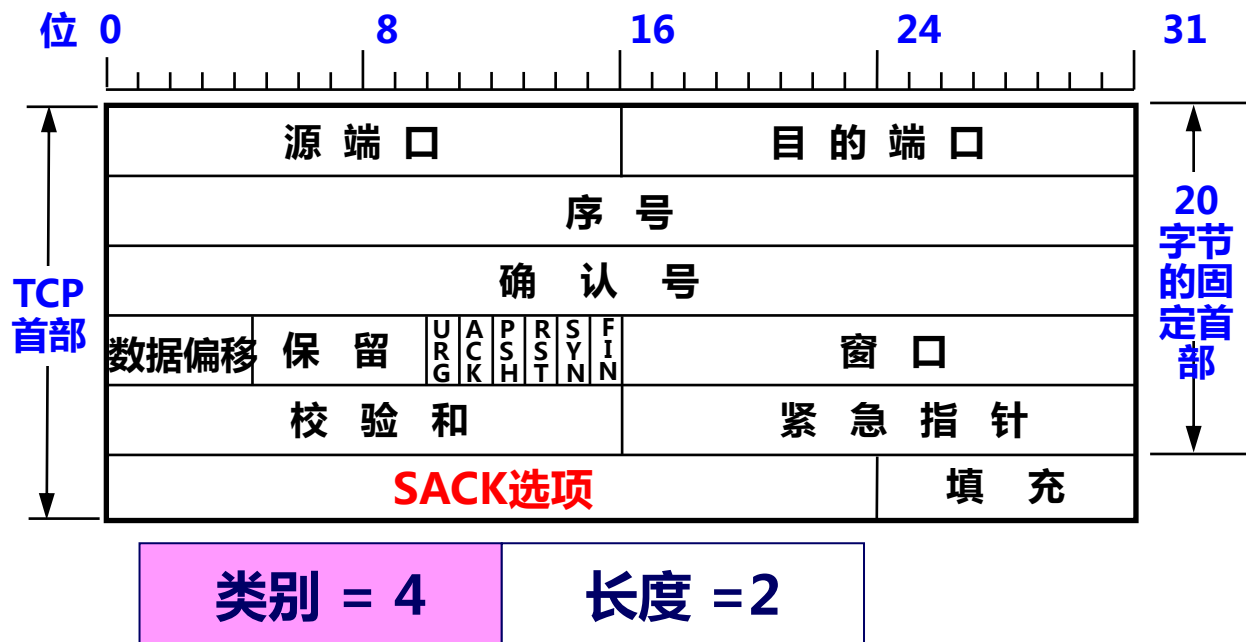 位 0 8 16 24 31
源 端 口 目 的 端 口
序 号
确 认 号
数据偏移 保 留 URG ACK PSH RST SYN FIN 窗 口
校 验 和 紧 急 指 针
SACK选项 填 充
TCP
首部
20
字节
的固
定首
部
类别 = 4 长度 =2